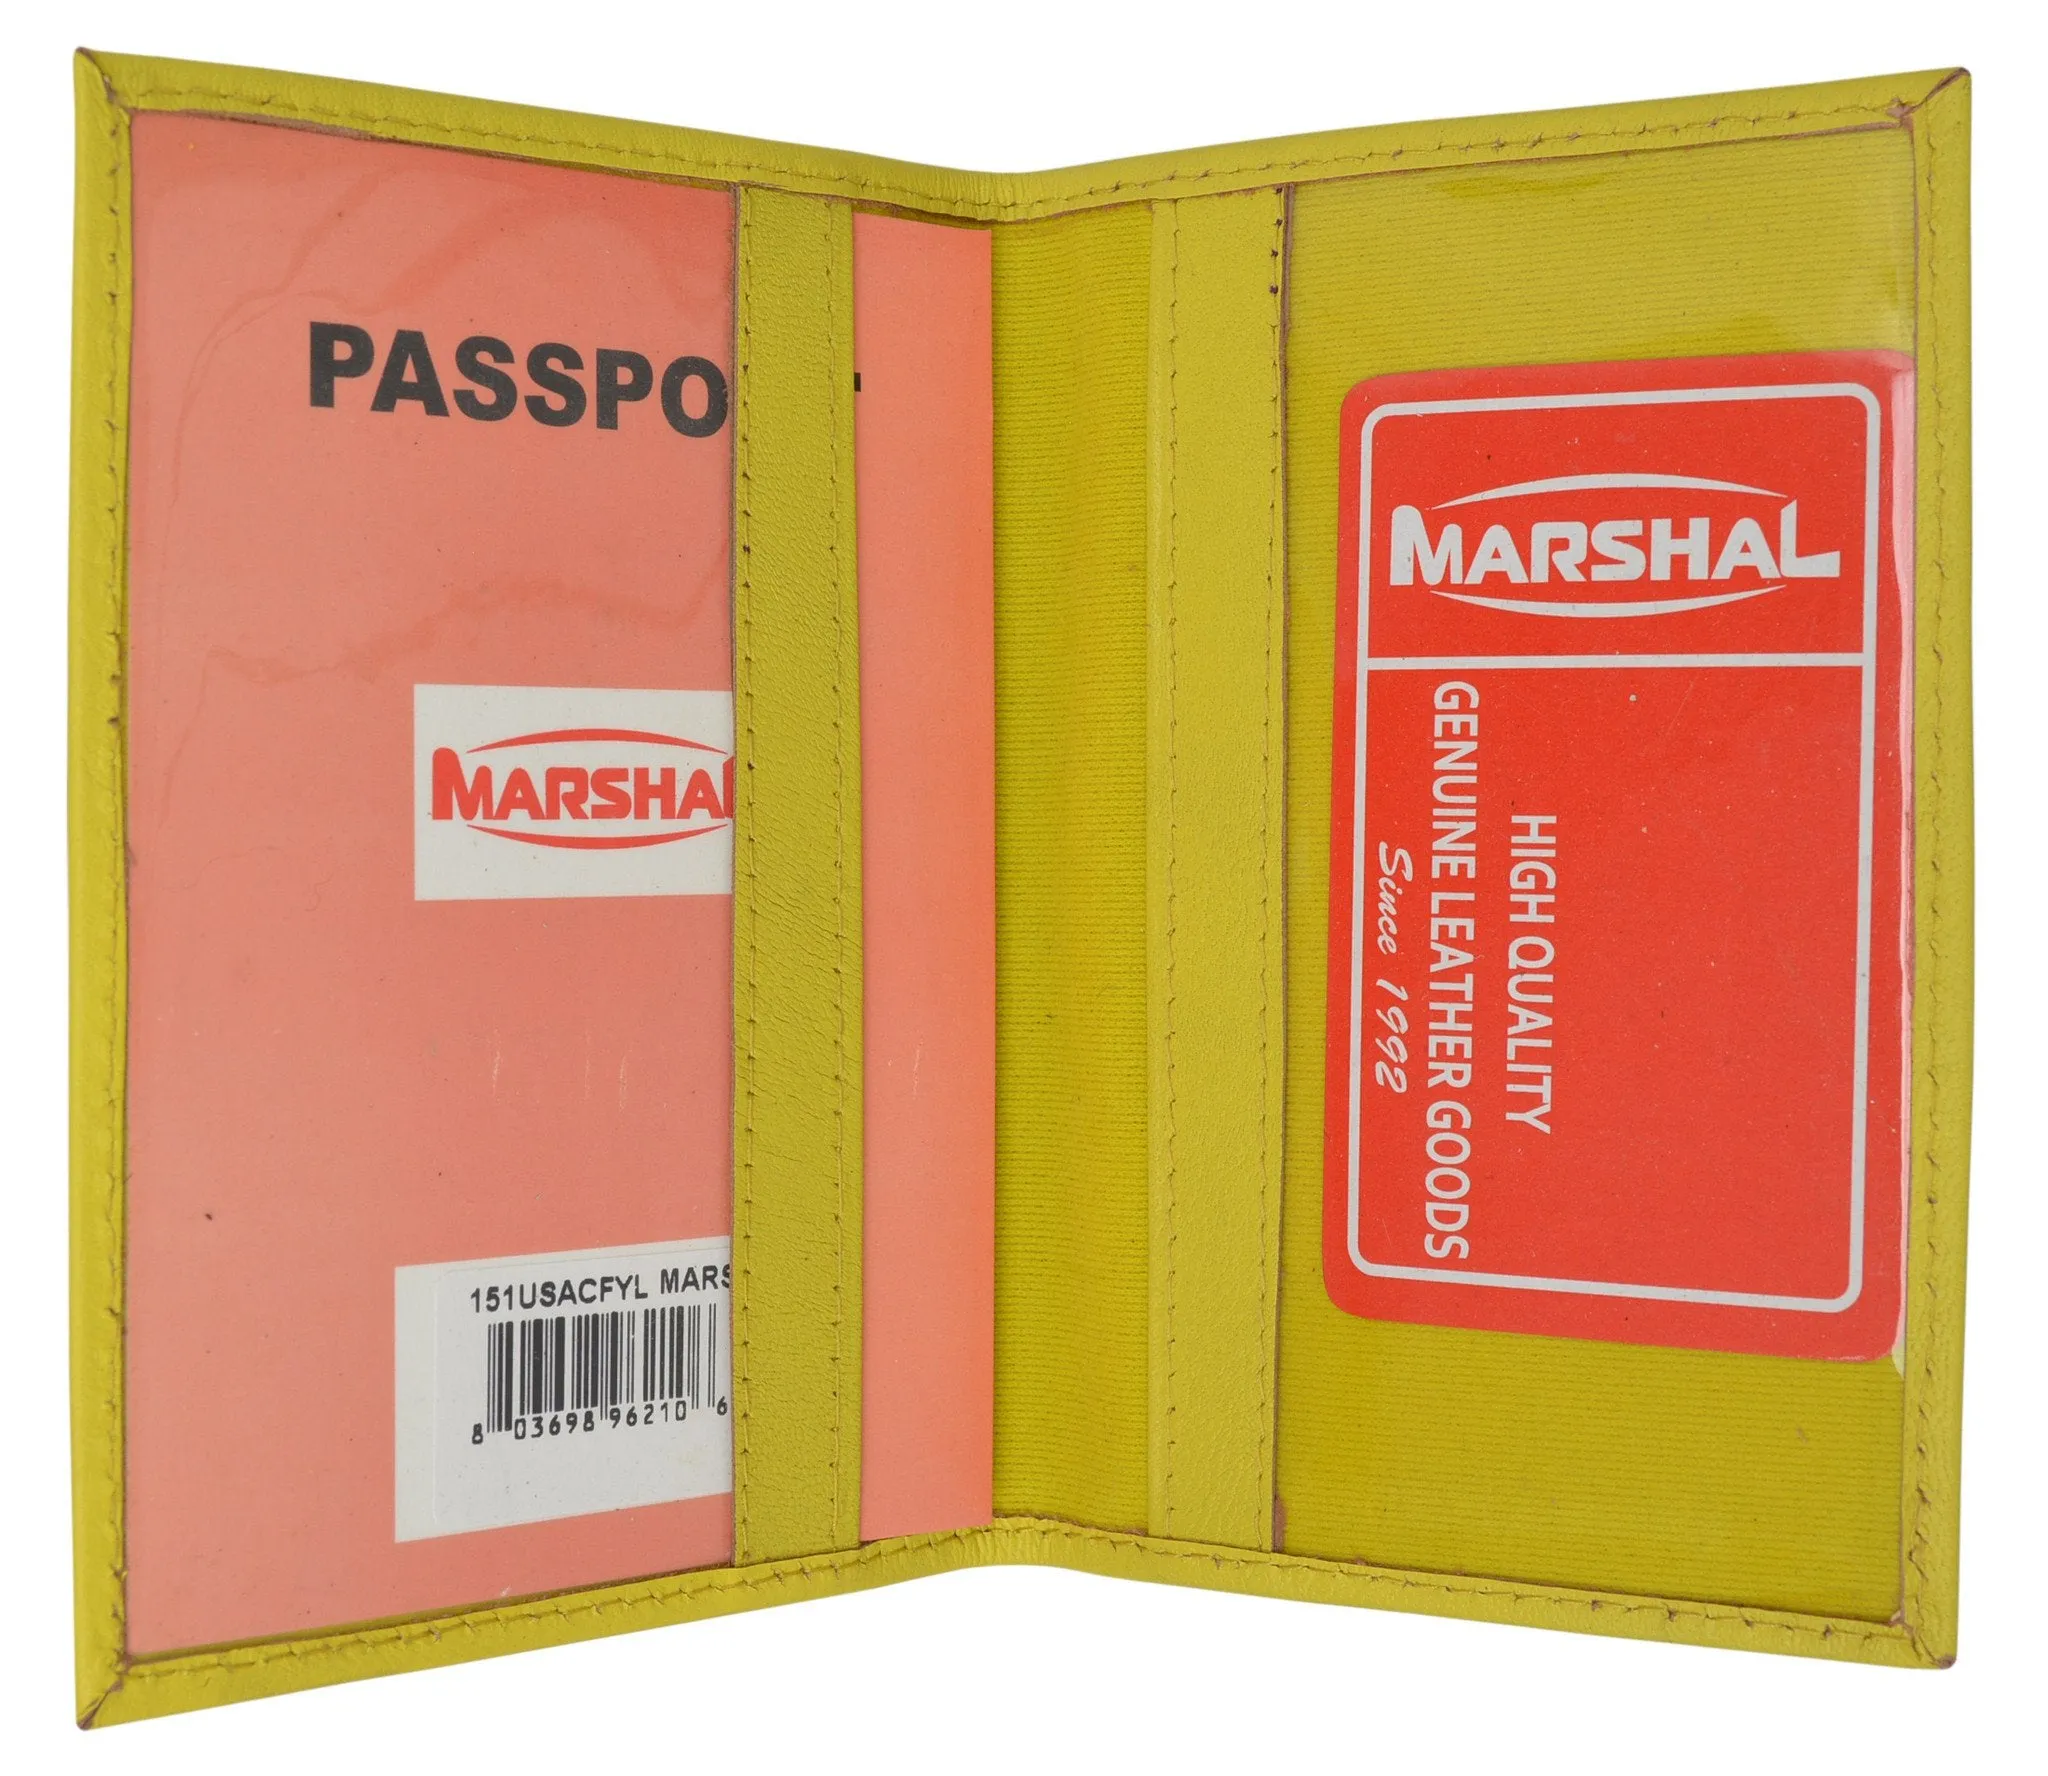 PASSPO
MARSHAL
151USACFYL MARS
8 03698 96210 6
MARSHAL
HIGH QUALITY
GENUINE LEATHER GOODS
Since 1992